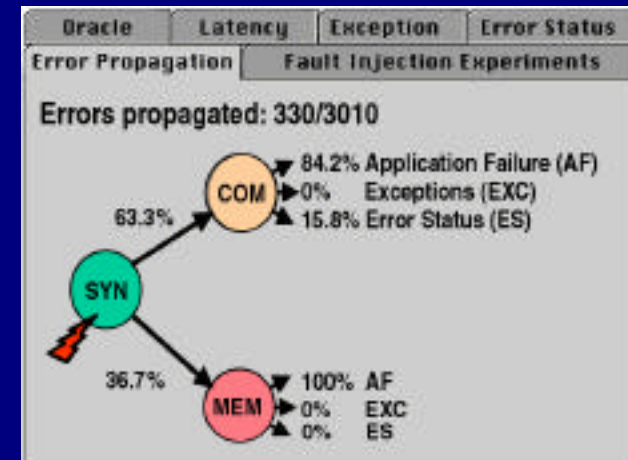 Oracle Latency Exception Error Status
Error Propagation Fault Injection Experiments
Errors propagated: 330/3010
84.2% Application Failure (AF)
COM 0% Exceptions (EXC)
63.3% 15.8% Error Status (ES)
SYN
36.7% 100% AF
MEM 0% EXC
0% ES